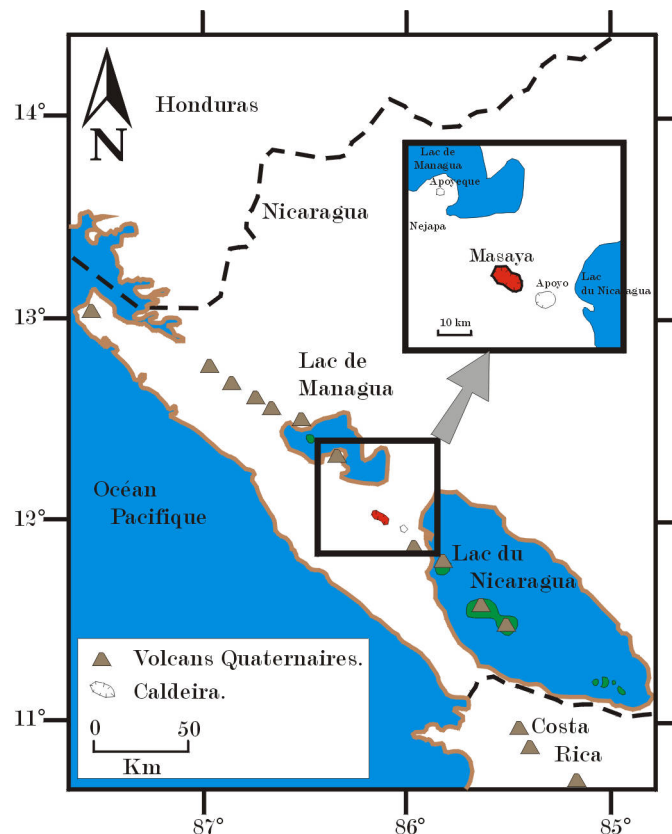 14°
Honduras
N
Nicaragua
Lac de
Managua
Apoyeque
Nejapa
Masaya
Apoyo
Lac
du Nicaragua
10 km
13°
Lac de
Managua
Océan
Pacifique
12°
Lac du
Nicaragua
Volcans Quaternaires.
Caldeira.
0 50
Km
11°
Costa
Rica
87°
86°
85°